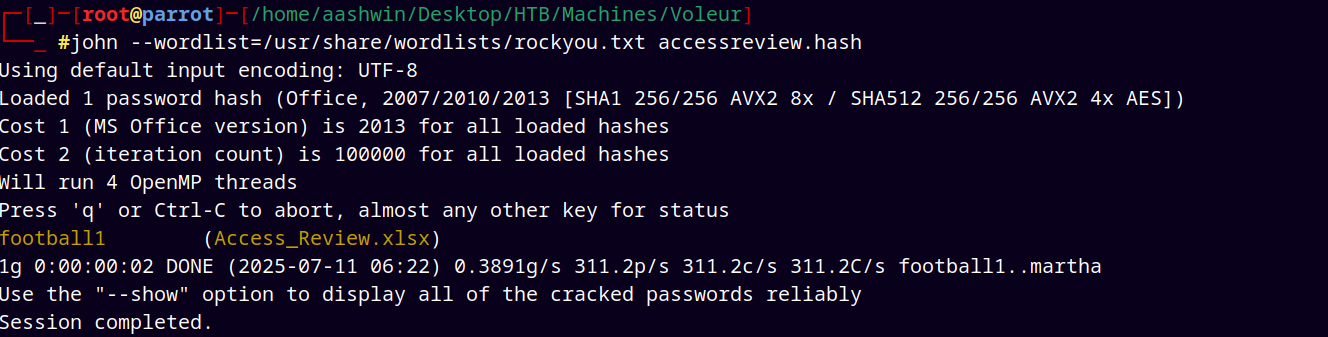 ┌─[_]─[root@parrot]─[/home/aashwin/Desktop/HTB/Machines/Voleur]
└──_ #john --wordlist=/usr/share/wordlists/rockyou.txt accessreview.hash
Using default input encoding: UTF-8
Loaded 1 password hash (Office, 2007/2010/2013 [SHA1 256/256 AVX2 8x / SHA512 256/256 AVX2 4x AES])
Cost 1 (MS Office version) is 2013 for all loaded hashes
Cost 2 (iteration count) is 100000 for all loaded hashes
Will run 4 OpenMP threads
Press 'q' or Ctrl-C to abort, almost any other key for status
football1        (Access_Review.xlsx)
1g 0:00:00:02 DONE (2025-07-11 06:22) 0.3891g/s 311.2p/s 311.2c/s 311.2C/s football1..martha
Use the "--show" option to display all of the cracked passwords reliably
Session completed.